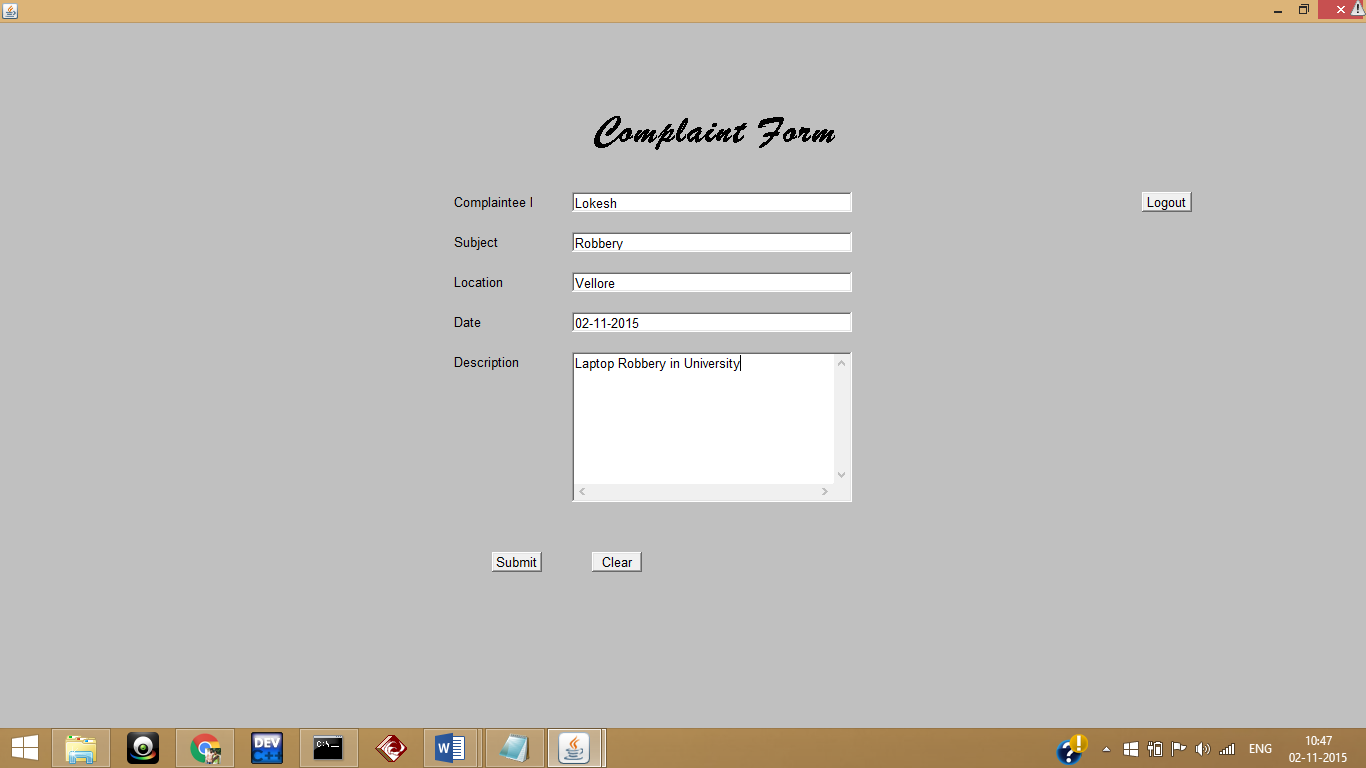 Complaint Form
Complaintee I Lokesh
Logout
Subject Robbery
Location Vellore
Date 02-11-2015
Description Laptop Robbery in University
Submit Clear
DEV C++
C:\_
W
ENG
10:47
02-11-2015